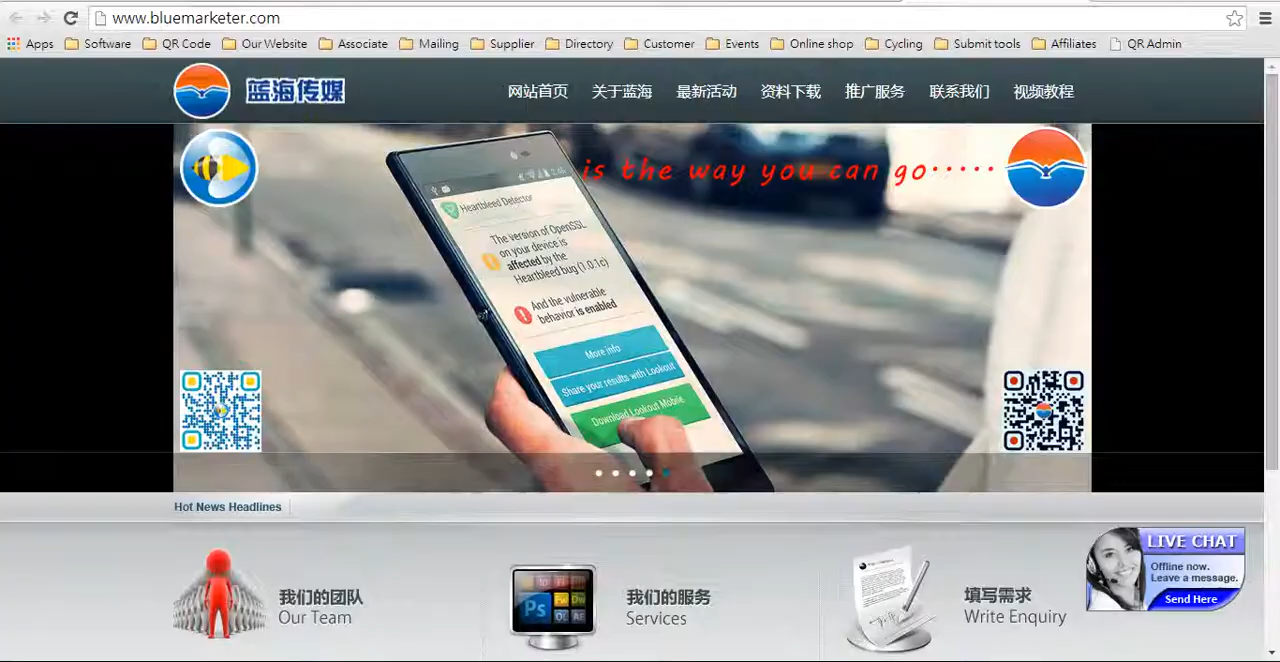 www.bluemarketer.com
Apps Software QR Code Our Website Associate Mailing Supplier Directory Customer Events Online shop Cycling Submit tools Affiliates QR Admin
蓝海传媒 网站首页 关于蓝海 最新活动 资料下载 推广服务 联系我们 视频教程
is the way you can go·····
Heartbleed Detector
The version of OpenSSL
on your device is
affected by the
Heartbleed bug (1.0.1c)
And the vulnerable
behavior is enabled
More info
Share your results with Lookout
Download Lookout Mobile
Hot News Headlines
我们的团队
Our Team
Ps
Fw
Dw
我们的服务
Services
填写需求
Write Enquiry
LIVE CHAT
Offline now.
Leave a message.
Send Here